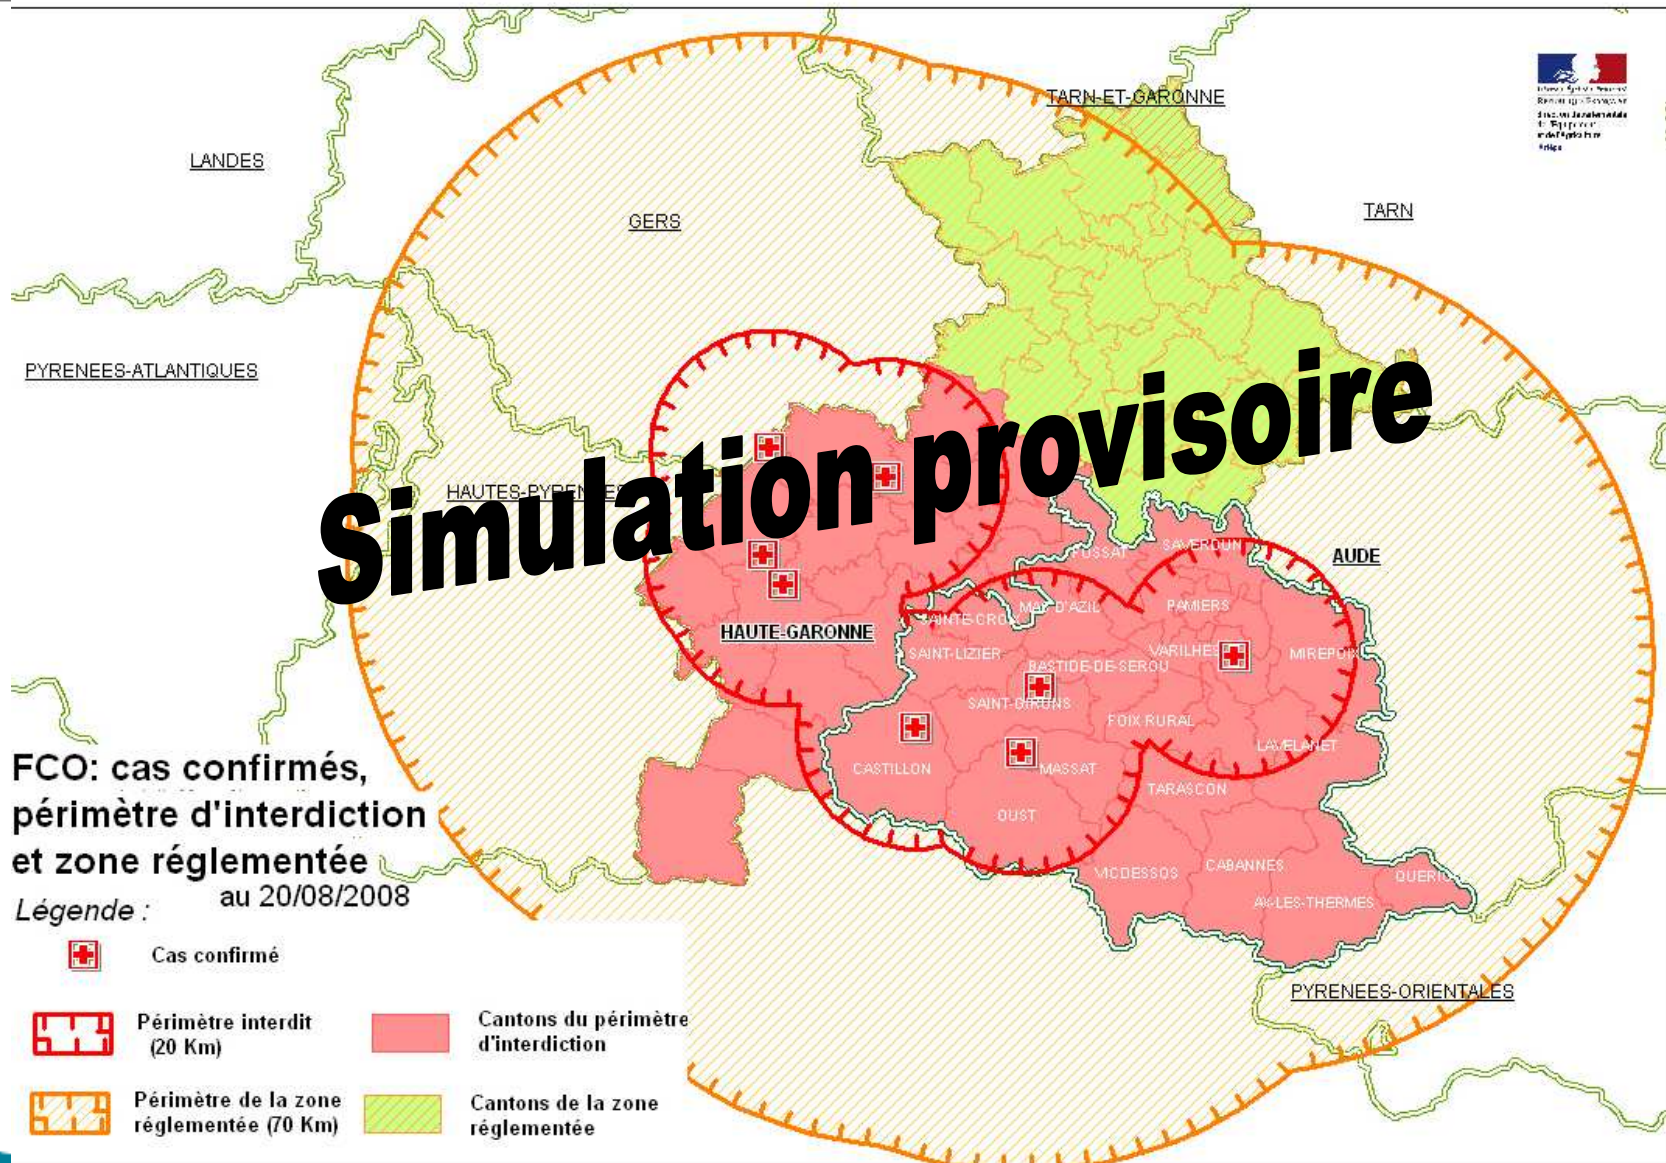 TARN-ET-GARONNE
LANDES
GERS
TARN
PYRENEES-ATLANTIQUES
Simulation provisoire
HAUTES-PYRENEES
FOSSAT
SAVERDUN
AUDE
MAS D'AZIL
PAMIERS
SAINTE-CROIX
HAUTE-GARONNE
SAINT-LIZIER
VARILHES
MIREPOIX
BASTIDE-DE-SEROU
SAINT-GIRONS
FOIX RURAL
LAVELANET
CASTILLON
MASSAT
TARASCON
OUST
VICDESSOS
CABANNES
QUERIG
AX-LES-THERMES
PYRENEES-ORIENTALES
FCO: cas confirmés,
périmètre d'interdiction
et zone réglementée
au 20/08/2008
Légende :
Cas confirmé
Périmètre interdit
(20 Km)
Cantons du périmètre
d'interdiction
Périmètre de la zone
réglementée (70 Km)
Cantons de la zone
réglementée